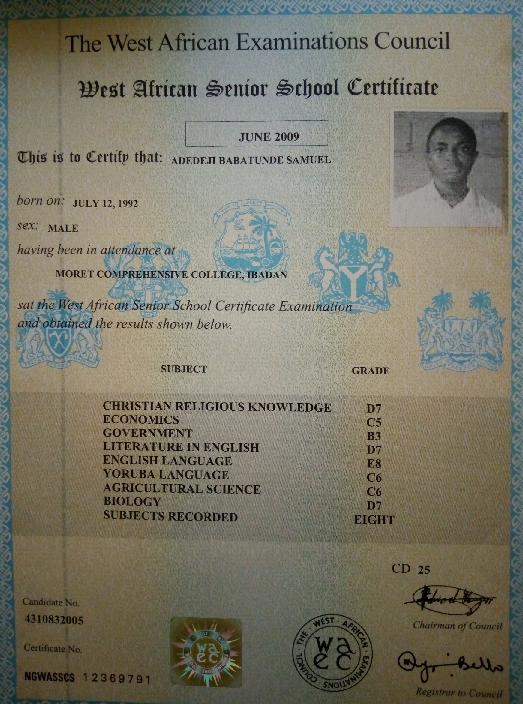 The West African Examinations Council
West African Senior School Certificate
JUNE 2009
This is to Certify that: ADEDEJI BABATUNDE SAMUEL
born on: JULY 12, 1992
sex: MALE
having been in attendance at
MORET COMPREHENSIVE COLLEGE, IBADAN
sat the West African Senior School Certificate Examination
and obtained the results shown below.
SUBJECT GRADE
CHRISTIAN RELIGIOUS KNOWLEDGE D7
ECONOMICS C5
GOVERNMENT B3
LITERATURE IN ENGLISH D7
ENGLISH LANGUAGE E8
YORUBA LANGUAGE C6
AGRICULTURAL SCIENCE C6
BIOLOGY D7
SUBJECTS RECORDED EIGHT
CD 25
Chairman of Council
Candidate No.
4310832005
Certificate No.
NGWASSCS 12369791
THE WEST AFRICAN EXAMINATIONS COUNCIL
waec
Registrar to Council